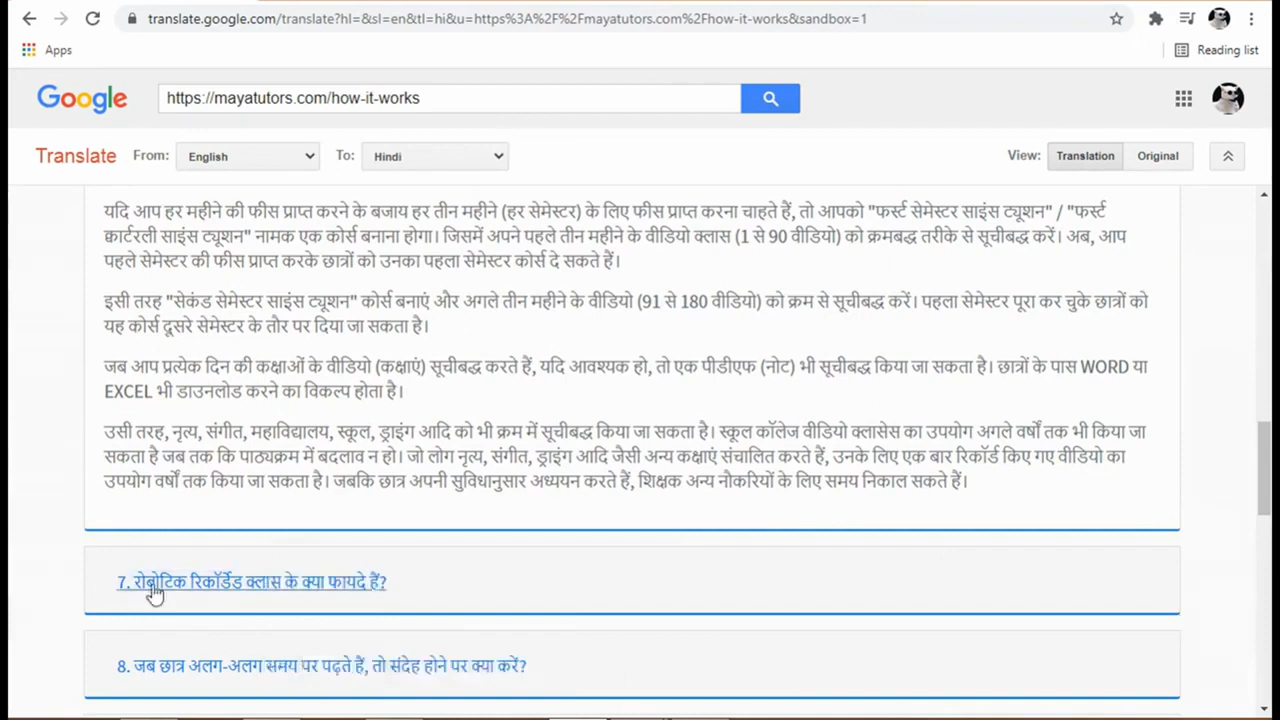 translate.google.com/translate?hl=&sl=en&tl=hi&u=https%3A%2F%2Fmayatutors.com%2Fhow-it-works&sandbox=1
Apps
Reading list
Google
https://mayatutors.com/how-it-works
Translate From: English To: Hindi View: Translation Original
यदि आप हर महीने की फीस प्राप्त करने के बजाय हर तीन महीने (हर सेमेस्टर) के लिए फीस प्राप्त करना चाहते हैं, तो आपको "फर्स्ट सेमेस्टर साइंस ट्यूशन" / "फर्स्ट
क्वार्टरली साइंस ट्यूशन" नामक एक कोर्स बनाना होगा। जिसमें अपने पहले तीन महीने के वीडियो क्लास (1 से 90 वीडियो) को क्रमबद्ध तरीके से सूचीबद्ध करें। अब, आप
पहले सेमेस्टर की फीस प्राप्त करके छात्रों को उनका पहला सेमेस्टर कोर्स दे सकते हैं।
इसी तरह "सेकंड सेमेस्टर साइंस ट्यूशन" कोर्स बनाएं और अगले तीन महीने के वीडियो (91 से 180 वीडियो) को क्रम से सूचीबद्ध करें। पहला सेमेस्टर पूरा कर चुके छात्रों को
यह कोर्स दूसरे सेमेस्टर के तौर पर दिया जा सकता है।
जब आप प्रत्येक दिन की कक्षाओं के वीडियो (कक्षाएं) सूचीबद्ध करते हैं, यदि आवश्यक हो, तो एक पीडीएफ (नोट) भी सूचीबद्ध किया जा सकता है। छात्रों के पास WORD या
EXCEL भी डाउनलोड करने का विकल्प होता है।
उसी तरह, नृत्य, संगीत, महाविद्यालय, स्कूल, ड्राइंग आदि को भी क्रम में सूचीबद्ध किया जा सकता है। स्कूल कॉलेज वीडियो क्लासेस का उपयोग अगले वर्षों तक भी किया जा
सकता है जब तक कि पाठ्यक्रम में बदलाव न हो। जो लोग नृत्य, संगीत, ड्राइंग आदि जैसी अन्य कक्षाएं संचालित करते हैं, उनके लिए एक बार रिकॉर्ड किए गए वीडियो का
उपयोग वर्षों तक किया जा सकता है। जबकि छात्र अपनी सुविधानुसार अध्ययन करते हैं, शिक्षक अन्य नौकरियों के लिए समय निकाल सकते हैं।
7. रोबोटिक रिकॉर्डेड क्लास के क्या फायदे हैं?
8. जब छात्र अलग-अलग समय पर पढ़ते हैं, तो संदेह होने पर क्या करें?